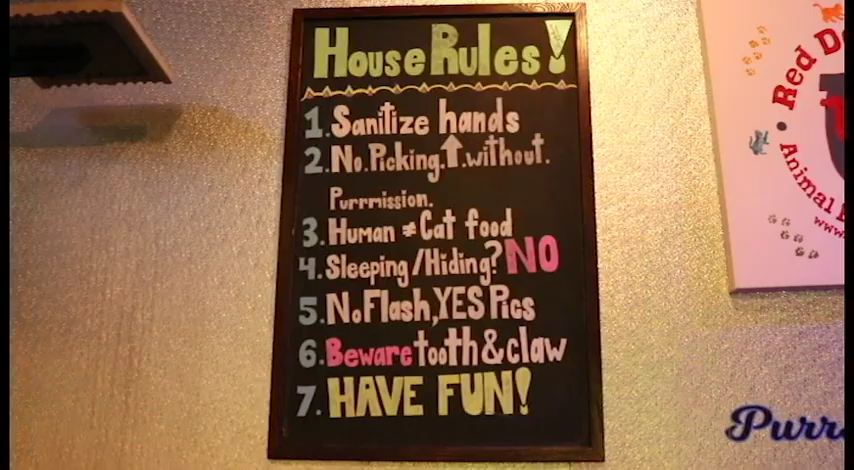 House Rules!
1. Sanitize hands
2. No. Picking.↑.without.
Purrmission.
3. Human ≠ Cat food
4. Sleeping/Hiding? NO
5. No Flash, YES Pics
6. Beware tooth & claw
7. HAVE FUN!
Red
Animal
www.